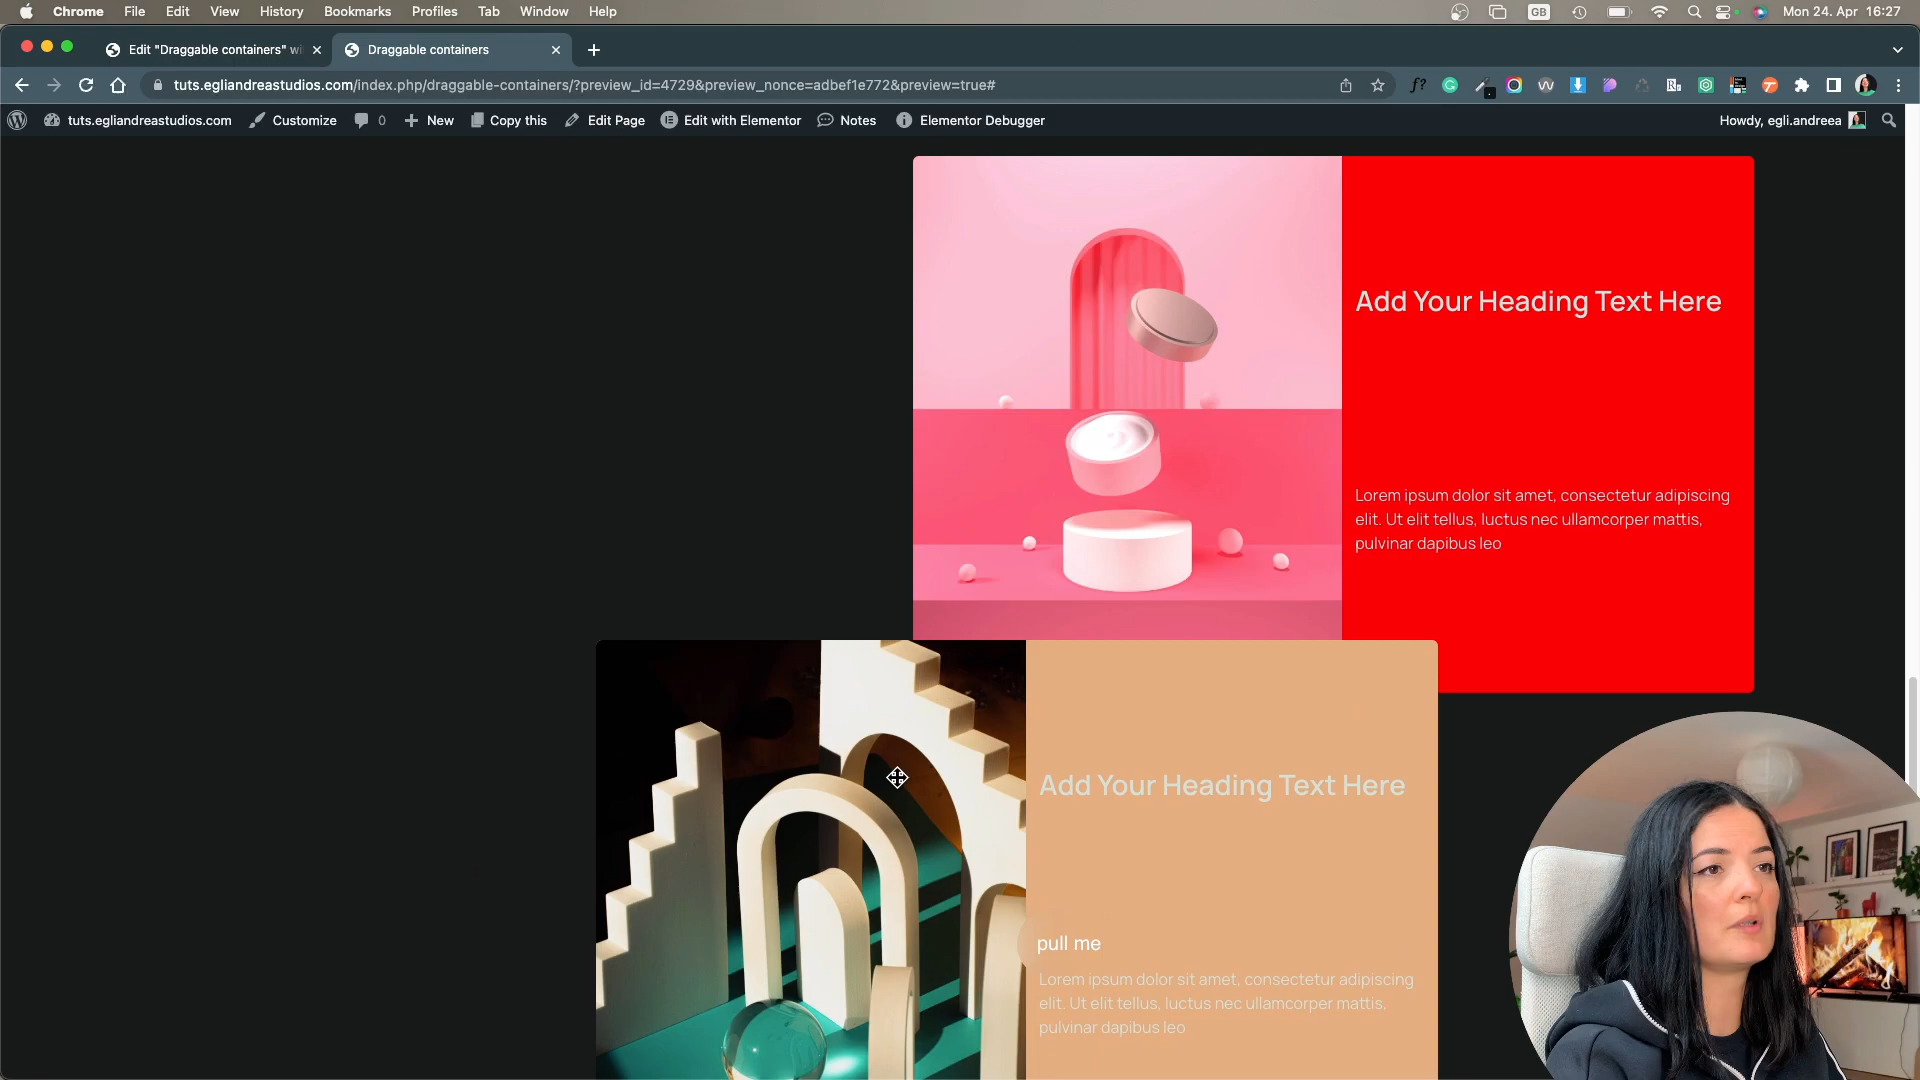 Chrome File Edit View History Bookmarks Profiles Tab Window Help
GB
Mon 24. Apr 16:27
Edit "Draggable containers" wi
Draggable containers
tuts.egliandreastudios.com/index.php/draggable-containers/?preview_id=4729&preview_nonce=adbef1e772&preview=true#
f?
tuts.egliandreastudios.com Customize 0 New Copy this Edit Page Edit with Elementor Notes Elementor Debugger
Howdy, egli.andreea
Add Your Heading Text Here
Lorem ipsum dolor sit amet, consectetur adipiscing
elit. Ut elit tellus, luctus nec ullamcorper mattis,
pulvinar dapibus leo
Add Your Heading Text Here
pull me
Lorem ipsum dolor sit amet, consectetur adipiscing
elit. Ut elit tellus, luctus nec ullamcorper mattis,
pulvinar dapibus leo